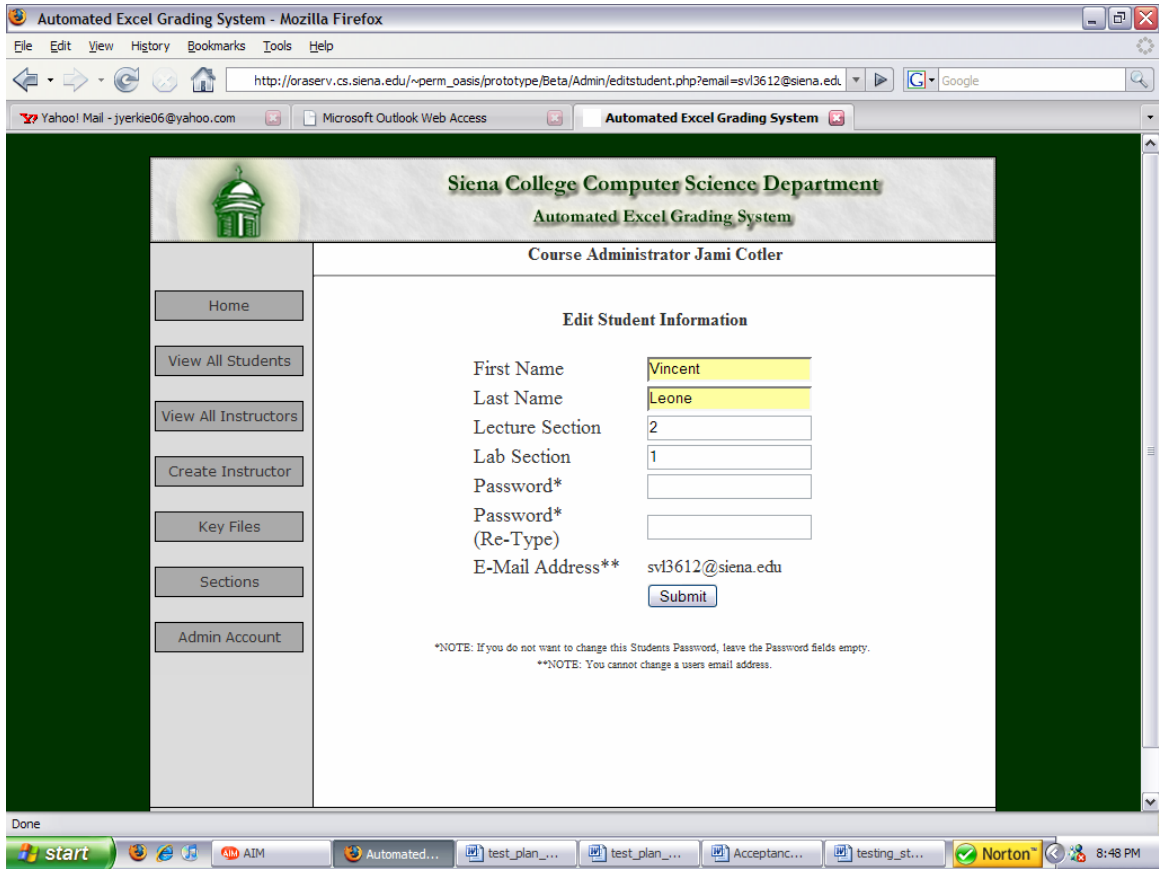 Automated Excel Grading System - Mozilla Firefox
File Edit View History Bookmarks Tools Help
http://oraserv.cs.siena.edu/~perm_oasis/prototype/Beta/Admin/editstudent.php?email=svl3612@siena.edu G Google
Yahoo! Mail - jyerkie06@yahoo.com Microsoft Outlook Web Access Automated Excel Grading System
Siena College Computer Science Department
Automated Excel Grading System
Course Administrator Jami Cotler
Home
View All Students
View All Instructors
Create Instructor
Key Files
Sections
Admin Account
Edit Student Information
First Name Vincent
Last Name Leone
Lecture Section 2
Lab Section 1
Password*
Password*
(Re-Type)
E-Mail Address** svl3612@siena.edu
Submit
*NOTE: If you do not want to change this Students Password, leave the Password fields empty.
**NOTE: You cannot change a users email address.
Done
start AIM Automated... test_plan_... test_plan_... Acceptanc... testing_st... Norton™ 8:48 PM